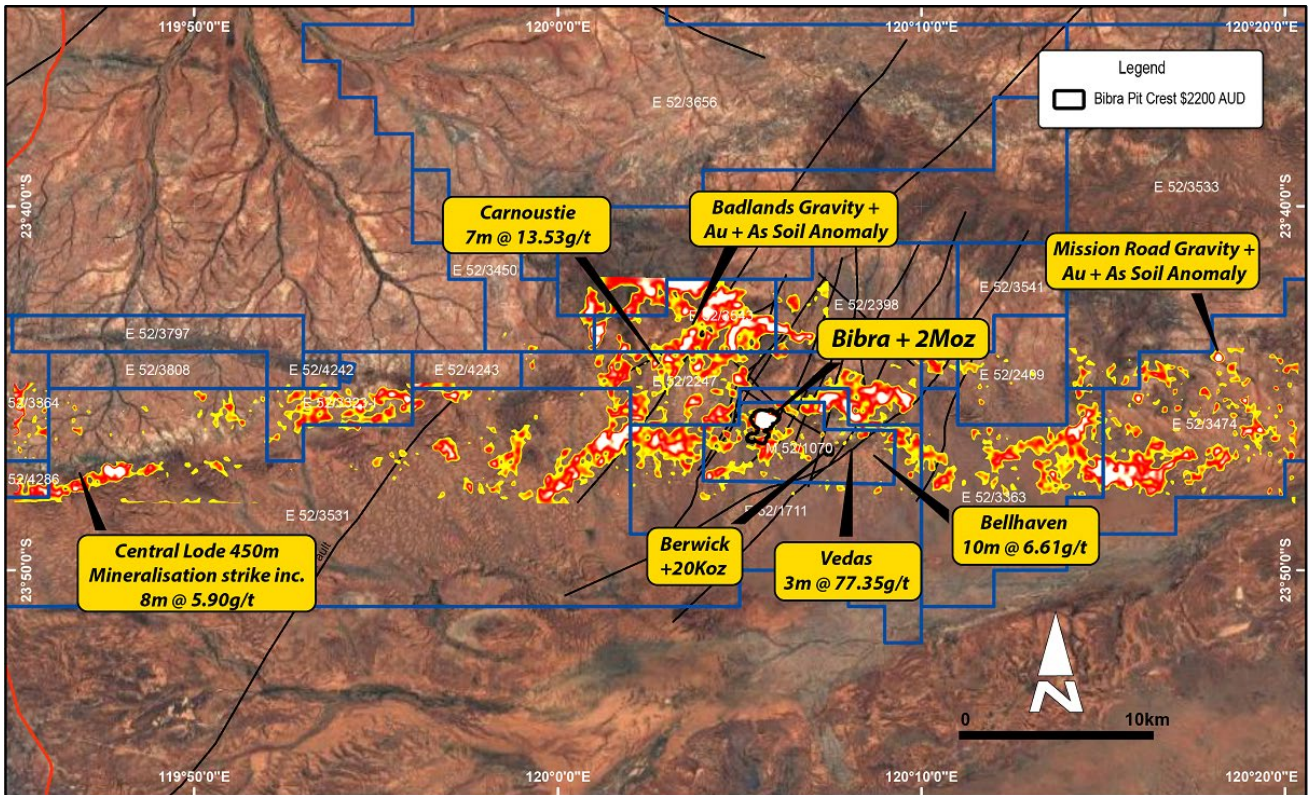 119°50'0"E
120°0'0"E
120°10'0"E
120°20'0"E
Legend
Bibra Pit Crest $2200 AUD
E 52/3656
E 52/3533
23°40'0"S
23°40'0"S
Carnoustie
7m @ 13.53g/t
Badlands Gravity +
Au + As Soil Anomaly
Mission Road Gravity +
Au + As Soil Anomaly
E 52/3450
E 52/3541
E 52/2398
E 52/3797
Bibra + 2Moz
E 52/3808
E 52/4242
E 52/4243
E 52/2247
E 52/2409
52/3364
E 52/3474
M 52/1070
52/4286
E 52/3363
E 52/3531
E 52/1711
Central Lode 450m
Mineralisation strike inc.
8m @ 5.90g/t
Berwick
+20Koz
Vedas
3m @ 77.35g/t
Bellhaven
10m @ 6.61g/t
23°50'0"S
23°50'0"S
N
0 10km
119°50'0"E
120°0'0"E
120°10'0"E
120°20'0"E